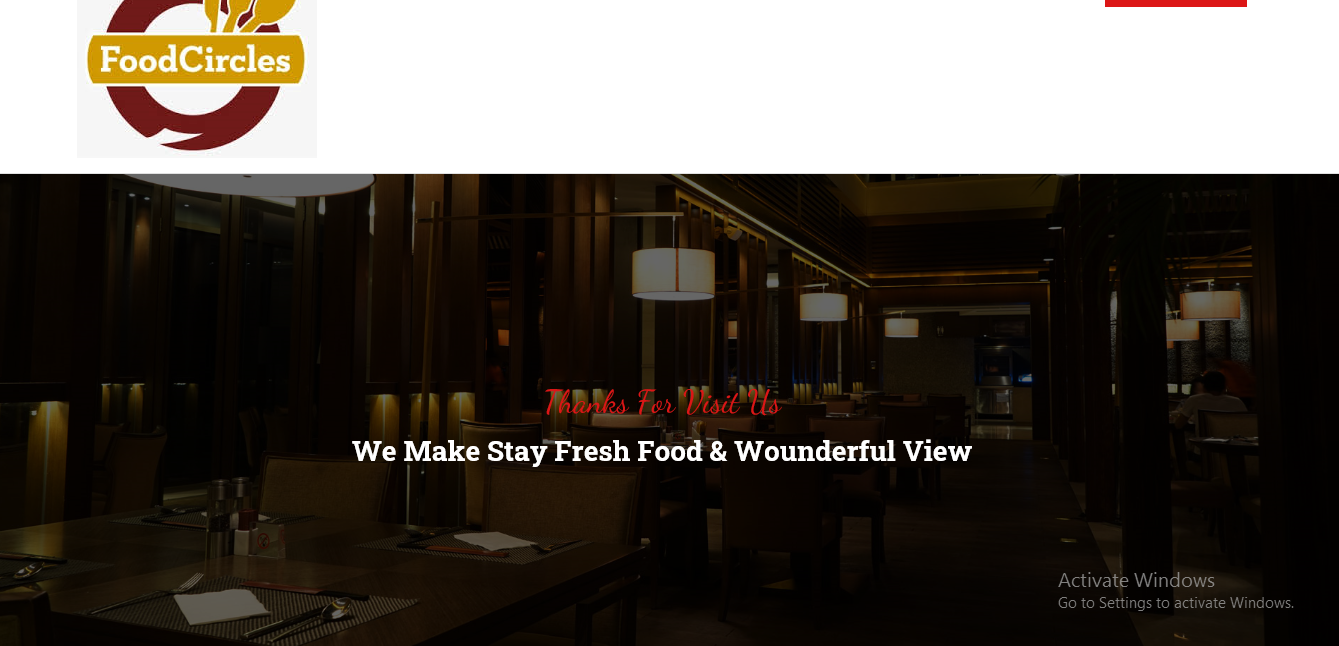 FoodCircles
Thanks For Visit Us
We Make Stay Fresh Food & Wounderful View
Activate Windows
Go to Settings to activate Windows.